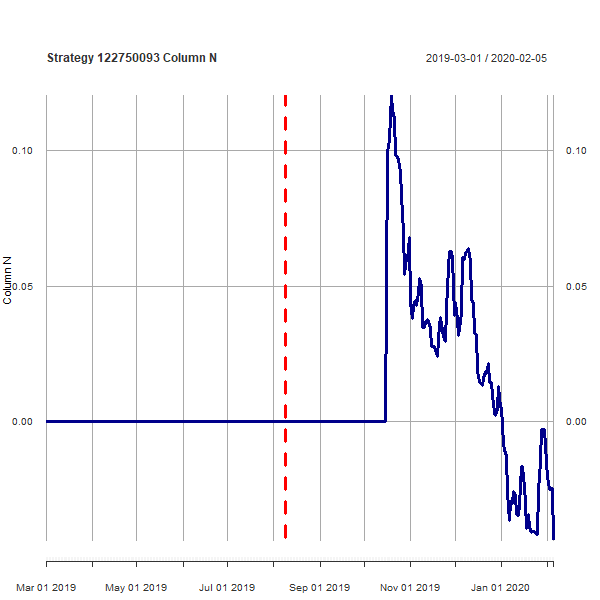 Strategy 122750093 Column N
2019-03-01 / 2020-02-05
0.10
0.10
0.05
0.05
0.00
0.00
Column N
Mar 01 2019
May 01 2019
Jul 01 2019
Sep 01 2019
Nov 01 2019
Jan 01 2020